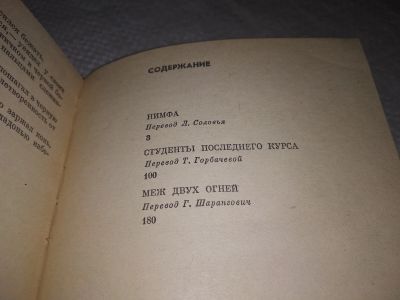 СОДЕРЖАНИЕ
НИМФА
Перевод Л. Соловья
3
СТУДЕНТЫ ПОСЛЕДНЕГО КУРСА
Перевод Т. Горбачевой
100
МЕЖ ДВУХ ОГНЕЙ
Перевод Г. Шарангович
180